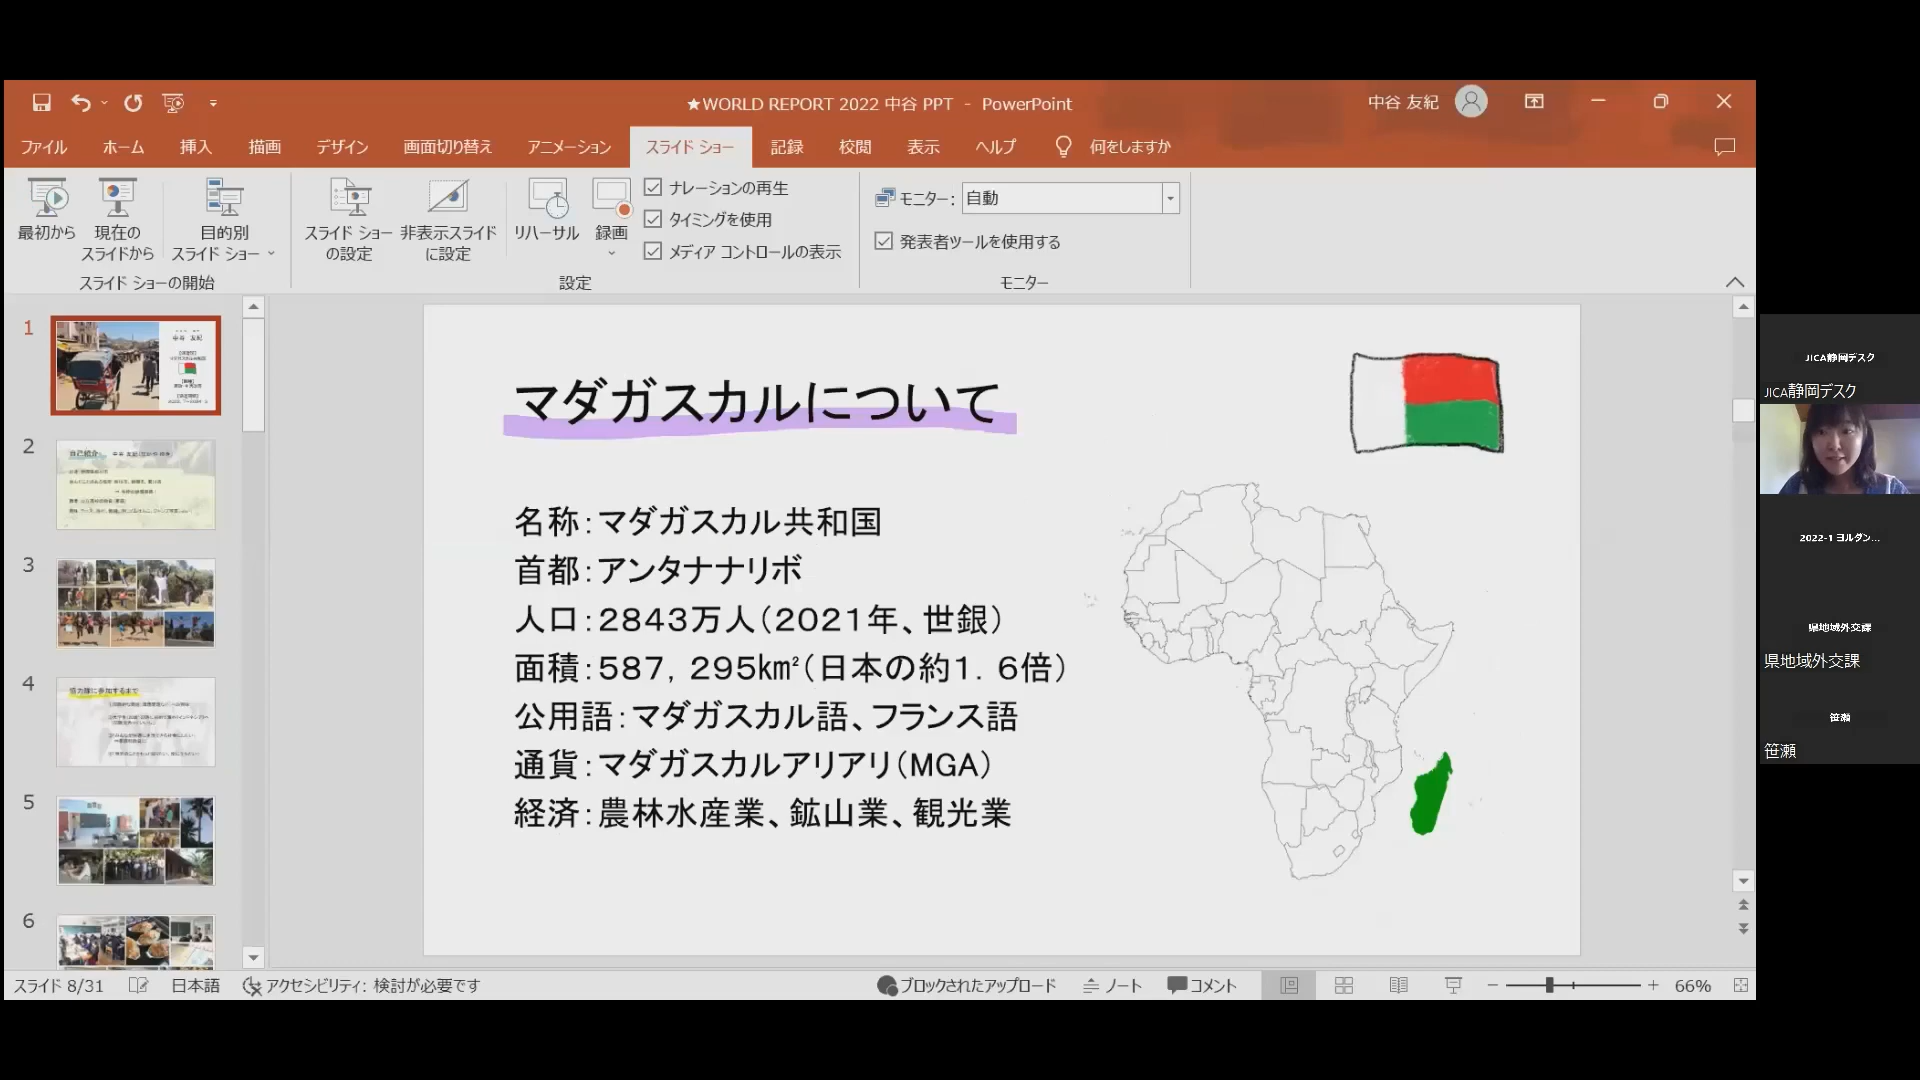 ★WORLD REPORT 2022 中谷 PPT - PowerPoint
中谷 友紀
ファイル ホーム 挿入 描画 デザイン 画面切り替え アニメーション スライド ショー 記録 校閲 表示 ヘルプ 何をしますか
最初から
現在の
スライドから
目的別
スライド ショー
スライド ショーの開始
スライド ショー
の設定
非表示スライド
に設定
リハーサル
録画
ナレーションの再生
タイミングを使用
メディア コントロールの表示
設定
モニター: 自動
発表者ツールを使用する
モニター
1
中谷 友紀
2
自己紹介
3
4
協力隊に参加するまで
5
6
マダガスカルについて
名称:マダガスカル共和国
首都:アンタナナリボ
人口:2843万人(2021年、世銀)
面積:587,295㎢(日本の約1.6倍)
公用語:マダガスカル語、フランス語
通貨:マダガスカルアリアリ(MGA)
経済:農林水産業、鉱山業、観光業
JICA静岡デスク
JICA静岡デスク
2022-1 ヨルダン...
県地域外交課
県地域外交課
笹瀬
笹瀬
スライド 8/31 日本語 アクセシビリティ: 検討が必要です ブロックされたアップロード ノート コメント 66%